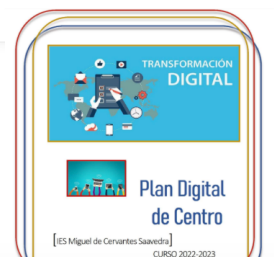 TRANSFORMACIÓN
DIGITAL
Plan Digital
de Centro
[IES Miguel de Cervantes Saavedra]
CURSO 2022-2023